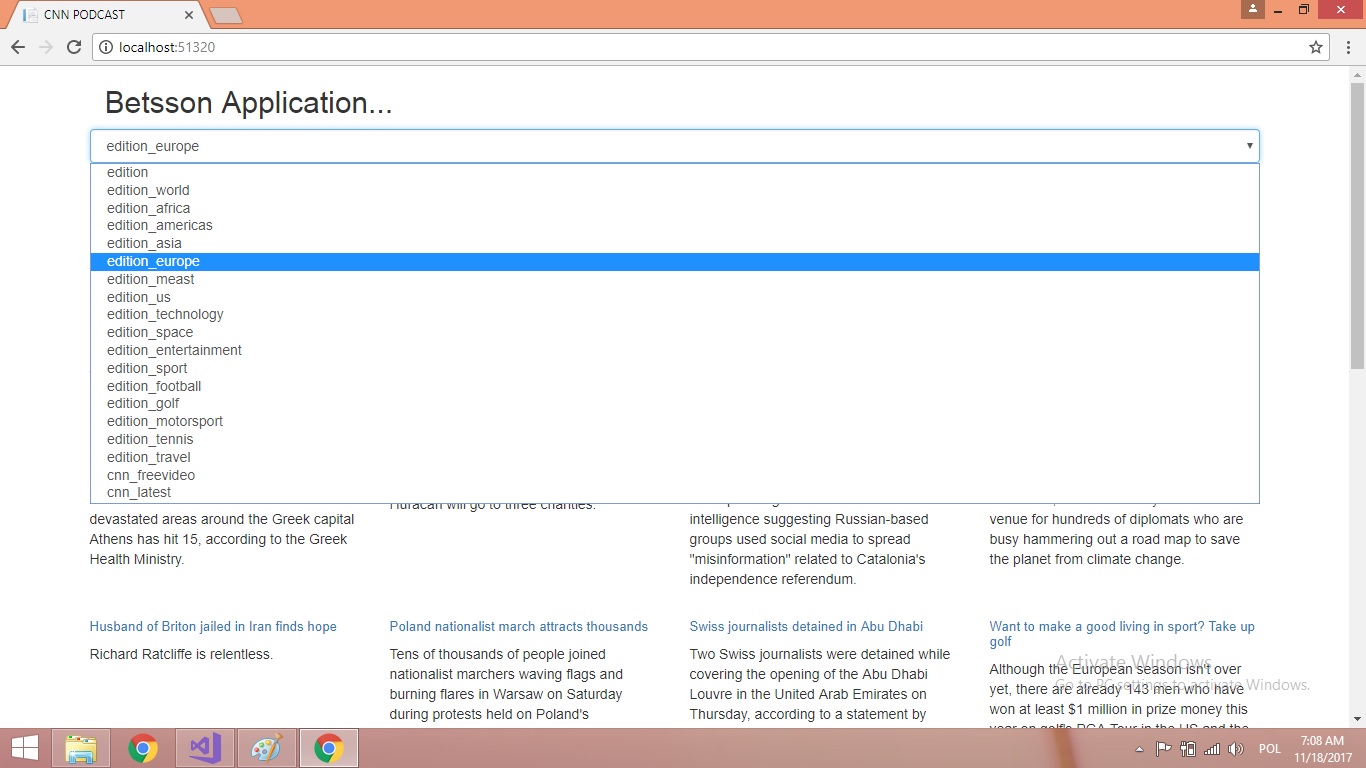 CNN PODCAST
localhost:51320
Betsson Application...
edition_europe
edition
edition_world
edition_africa
edition_americas
edition_asia
edition_europe
edition_meast
edition_us
edition_technology
edition_space
edition_entertainment
edition_sport
edition_football
edition_golf
edition_motorsport
edition_tennis
edition_travel
cnn_freevideo
cnn_latest
devastated areas around the Greek capital
Athens has hit 15, according to the Greek
Health Ministry.
Huracan will go to three charities.
intelligence suggesting Russian-based
groups used social media to spread
"misinformation" related to Catalonia's
independence referendum.
venue for hundreds of diplomats who are
busy hammering out a road map to save
the planet from climate change.
Husband of Briton jailed in Iran finds hope
Richard Ratcliffe is relentless.
Poland nationalist march attracts thousands
Tens of thousands of people joined
nationalist marchers waving flags and
burning flares in Warsaw on Saturday
during protests held on Poland's
Swiss journalists detained in Abu Dhabi
Two Swiss journalists were detained while
covering the opening of the Abu Dhabi
Louvre in the United Arab Emirates on
Thursday, according to a statement by
Want to make a good living in sport? Take up
golf
Although the European season isn't over
yet, there are already 143 men who have
won at least $1 million in prize money this
year on golf's PGA Tour in the US and the
Activate Windows
Go to PC settings to activate Windows.
POL
7:08 AM
11/18/2017